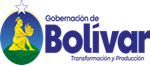 Gobernación de
Bolívar
Transformación y Producción